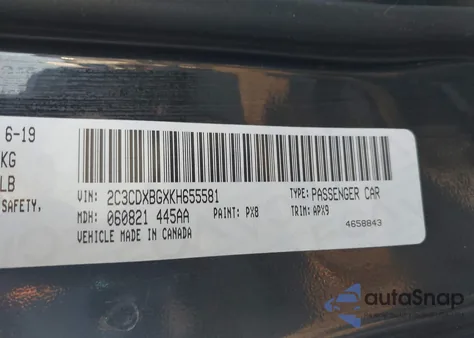 6-19
KG
LB
SAFETY,
VIN: 2C3CDXBGXKH655581
TYPE: PASSENGER CAR
MDH: 060821 445AA
PAINT: PX8
TRIM: APX9
VEHICLE MADE IN CANADA
4658843
autoSnap